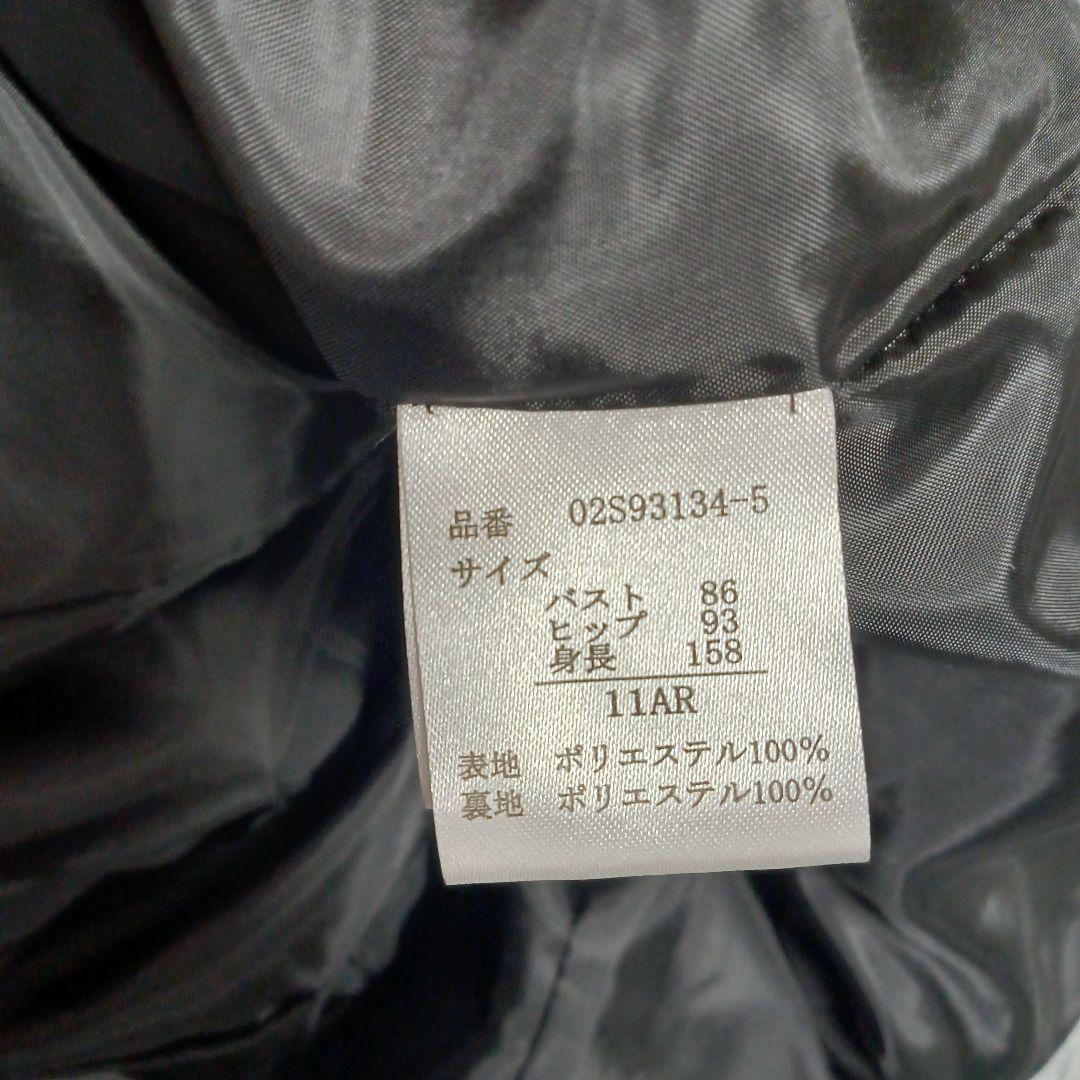 品番 02S93134-5
サイズ
バスト 86
ヒップ 93
身長 158
11AR
表地 ポリエステル100%
裏地 ポリエステル100%